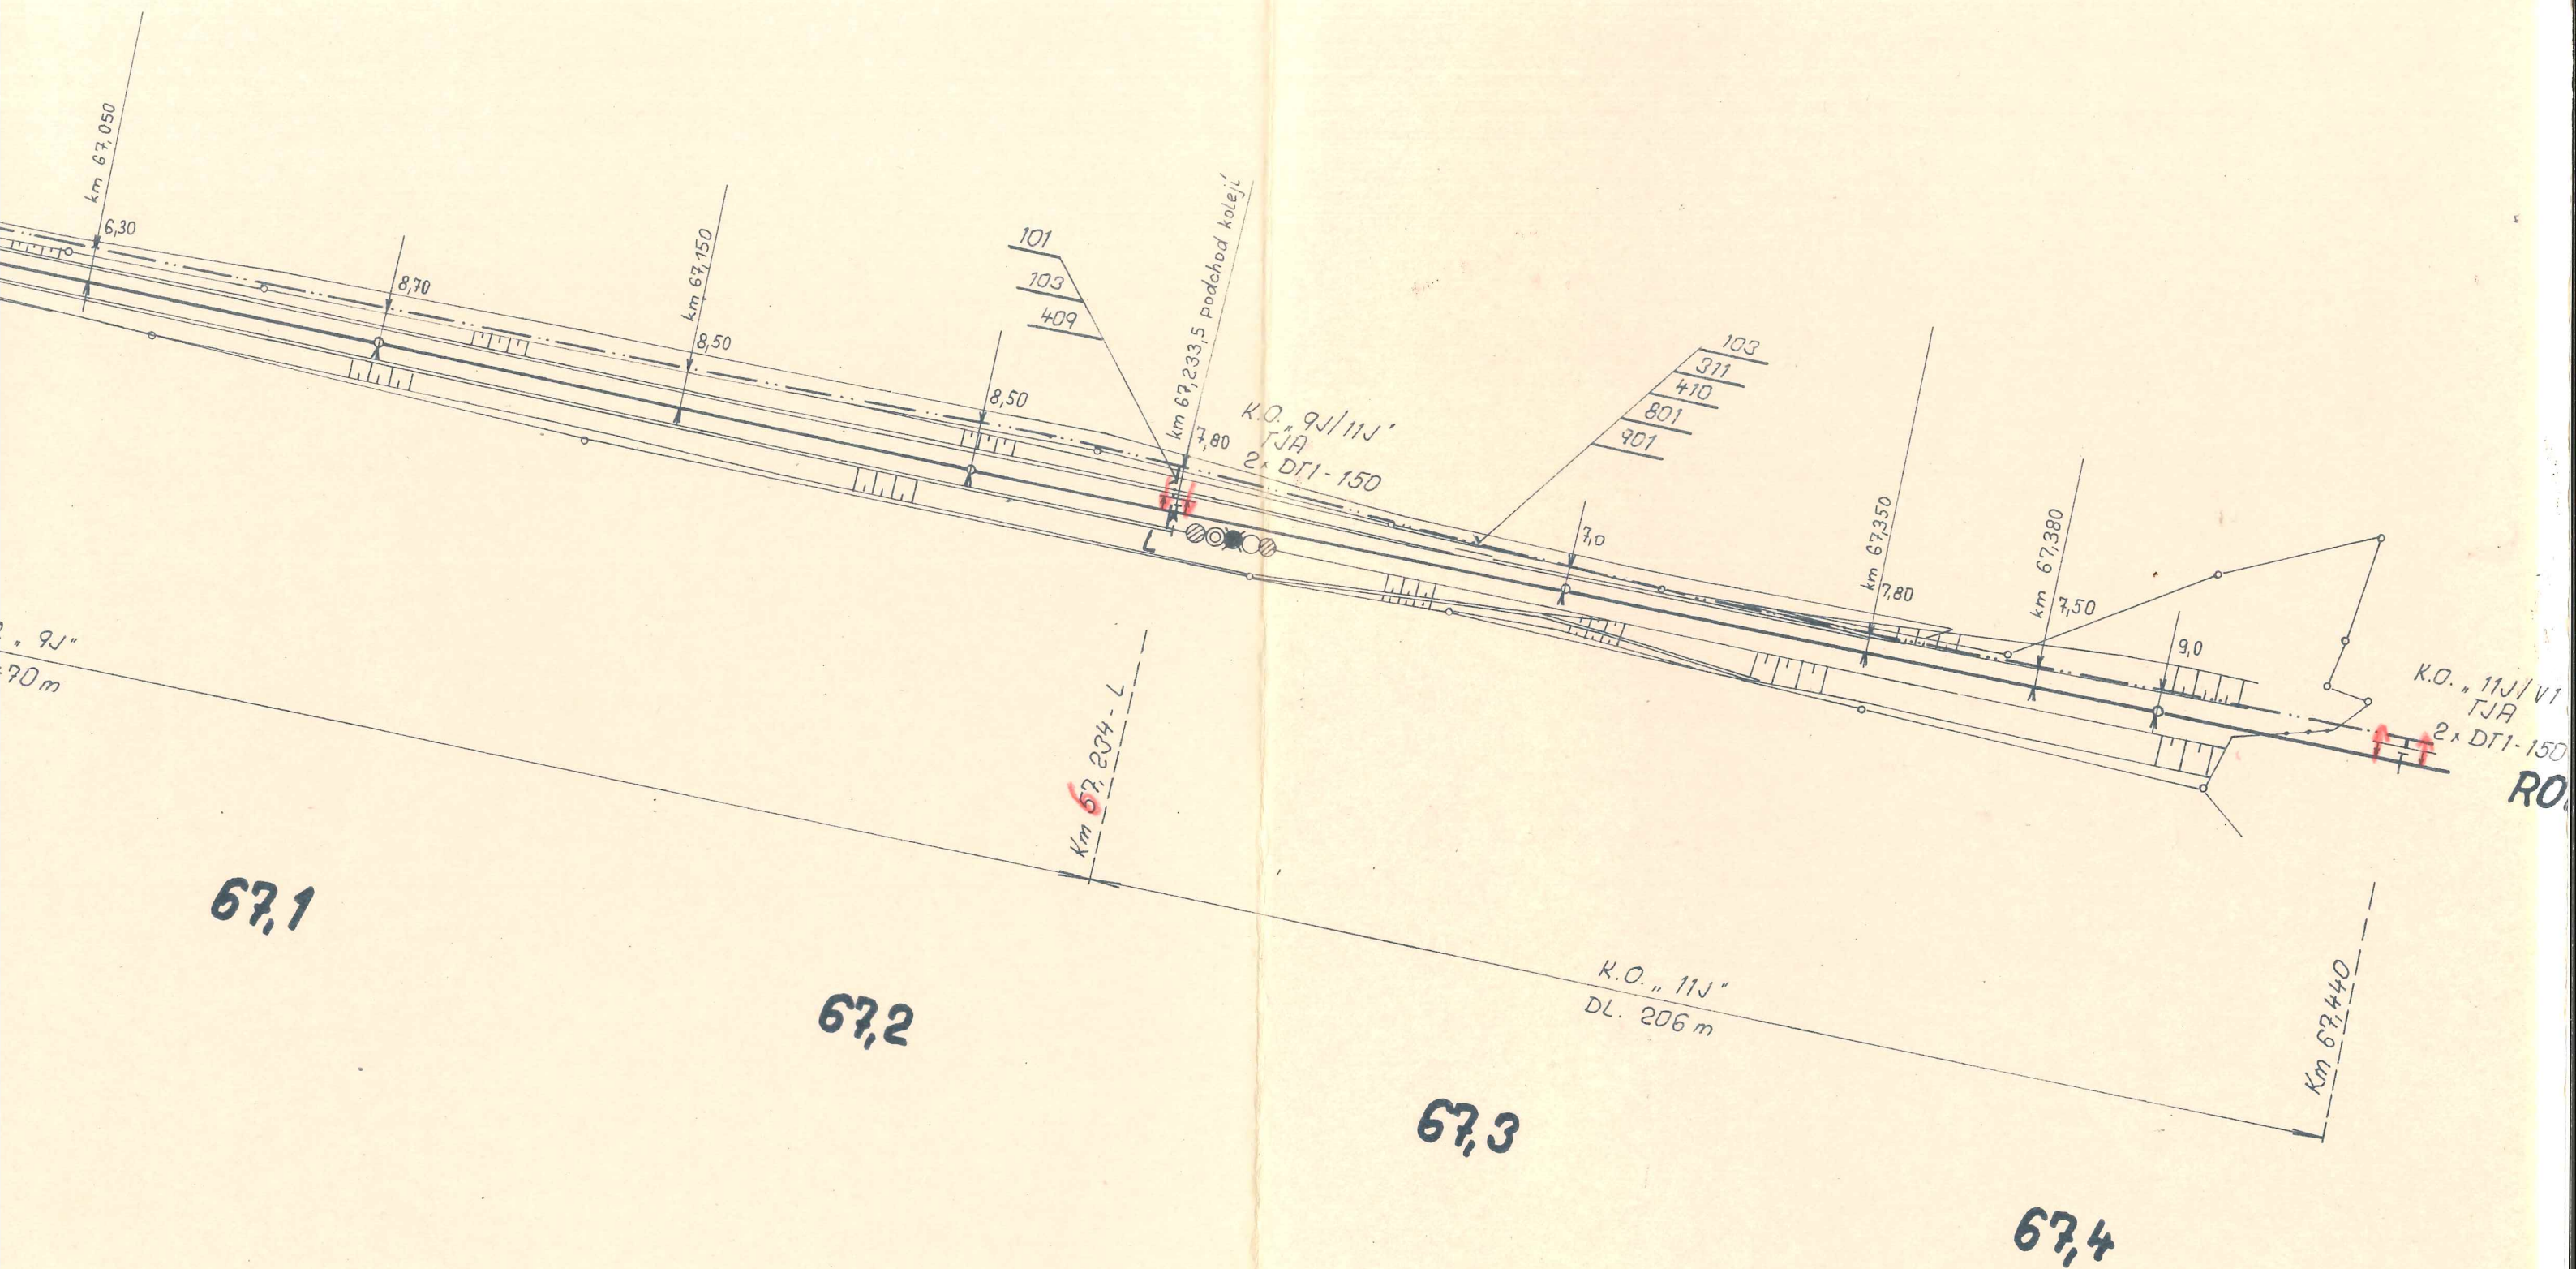 km 67,050
6,30
8,70
km 67,150
8,50
8,50
101
103
409
km 67,233,5 podchod kolejí
7,80
K.O. „ 9J/11J"
TJA
2x DT1-150
103
311
410
801
901
7,0
km 67,350
7,80
km 67,380
7,50
9,0
K.O. „ 11J/V1
TJA
2x DT1-150
L
„ 9J"
70 m
Km 67, 234 - L
K.O. „ 11J"
DL. 206 m
Km 67,440
67,1
67,2
67,3
67,4